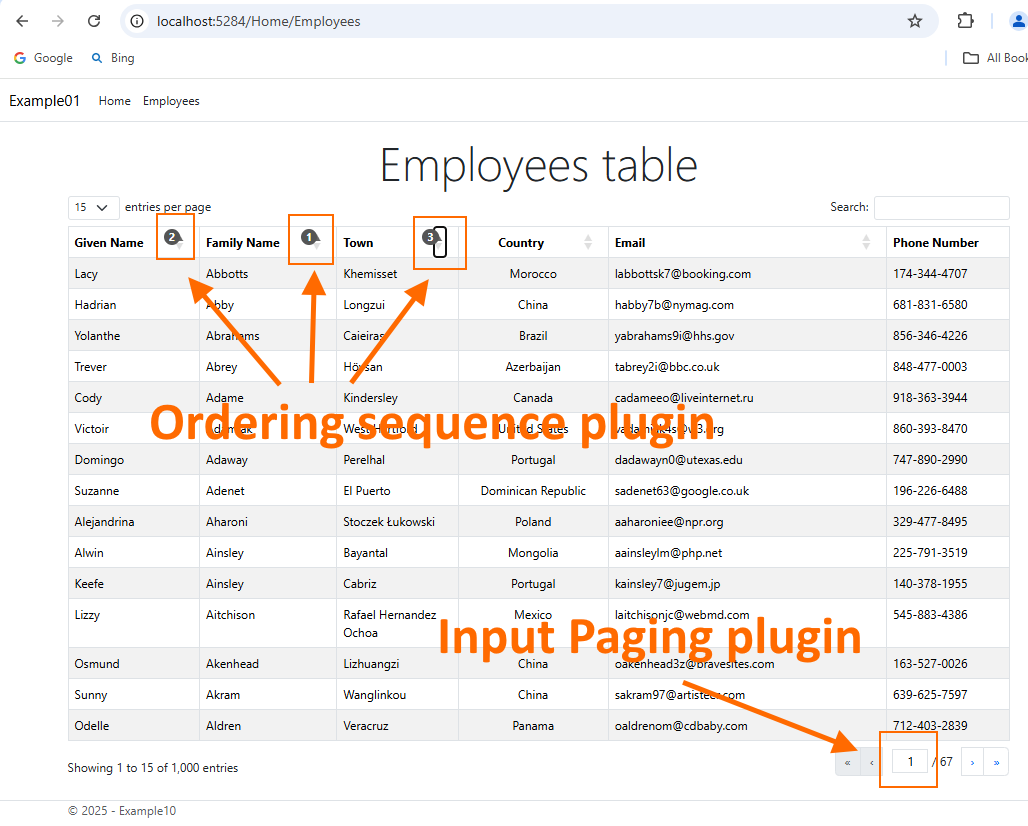 localhost:5284/Home/Employees
Google Bing All Book
Example01 Home Employees
Employees table
15 entries per page Search:
Given Name 2 Family Name 1 Town 3 Country Email Phone Number
Lacy Abbotts Khemisset Morocco labbottsk7@booking.com 174-344-4707
Hadrian Abby Longzui China habby7b@nymag.com 681-831-6580
Yolanthe Abrahams Caieiras Brazil yabrahams9i@hhs.gov 856-346-4226
Trever Abrey Azerbaijan tabrey2i@bbc.co.uk 848-477-0003
Cody Adame Kindersley Canada cadameeo@liveinternet.ru 918-363-3944
Ordering sequence plugin
Victoir West Hartford United States 860-393-8470
Domingo Adaway Perelhal Portugal dadawayn0@utexas.edu 747-890-2990
Suzanne Adenet El Puerto Dominican Republic sadenet63@google.co.uk 196-226-6488
Alejandrina Aharoni Stoczek Łukowski Poland aaharoniee@npr.org 329-477-8495
Alwin Ainsley Bayantal Mongolia aainsleylm@php.net 225-791-3519
Keefe Ainsley Cabriz Portugal kainsley7@jugem.jp 140-378-1955
Lizzy Aitchison Rafael Hernandez Mexico laitchisonjc@webmd.com 545-883-4386
Ochoa
Input Paging plugin
Osmund Akenhead Lizhuangzi China oakenhead3z@bravesites.com 163-527-0026
Sunny Akram Wanglinkou China sakram97@artisteer.com 639-625-7597
Odelle Aldren Veracruz Panama oaldrenom@cdbaby.com 712-403-2839
Showing 1 to 15 of 1,000 entries « ‹ 1 / 67 › »
© 2025 - Example10